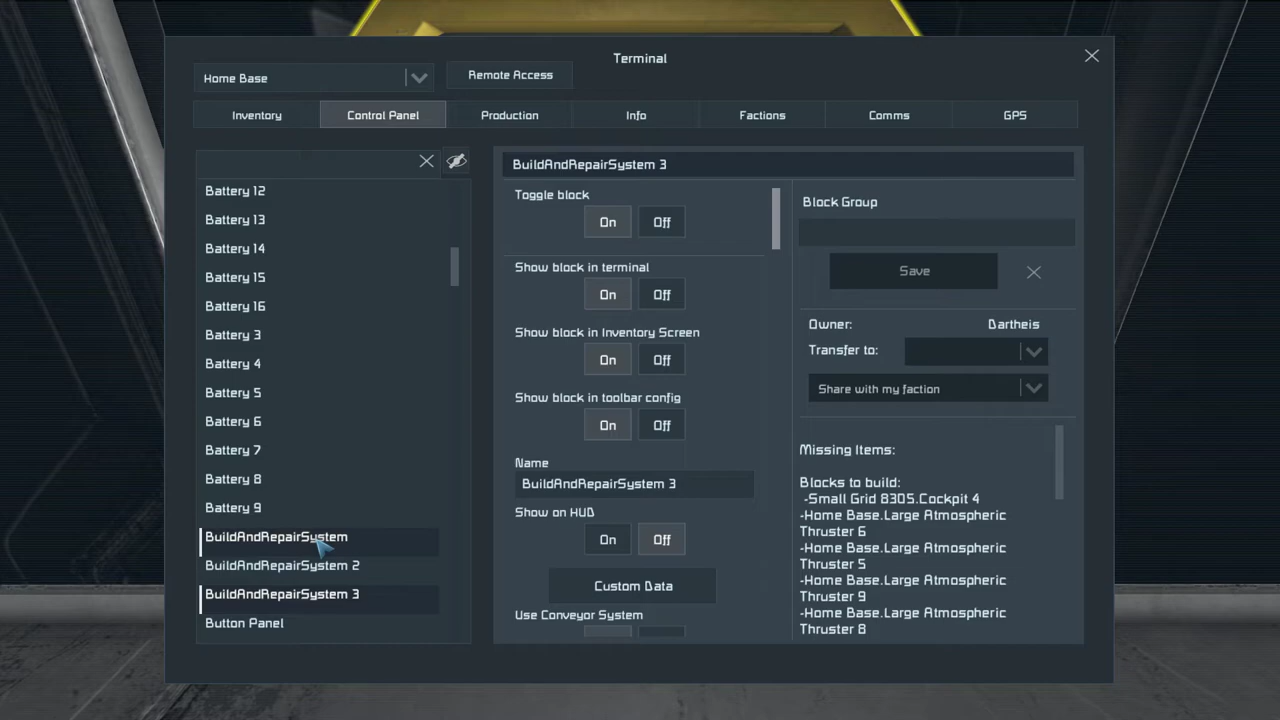 Terminal
Home Base
Remote Access
Inventory
Control Panel
Production
Info
Factions
Comms
GPS
Battery 12
Battery 13
Battery 14
Battery 15
Battery 16
Battery 3
Battery 4
Battery 5
Battery 6
Battery 7
Battery 8
Battery 9
BuildAndRepairSystem
BuildAndRepairSystem 2
BuildAndRepairSystem 3
Button Panel
BuildAndRepairSystem 3
Toggle block
On Off
Show block in terminal
On Off
Show block in Inventory Screen
On Off
Show block in toolbar config
On Off
Name
BuildAndRepairSystem 3
Show on HUD
On Off
Custom Data
Use Conveyor System
Block Group
Save
Owner: Dartheis
Transfer to:
Share with my faction
Missing Items:
Blocks to build:
-Small Grid 8305.Cockpit 4
-Home Base.Large Atmospheric
Thruster 6
-Home Base.Large Atmospheric
Thruster 5
-Home Base.Large Atmospheric
Thruster 9
-Home Base.Large Atmospheric
Thruster 8